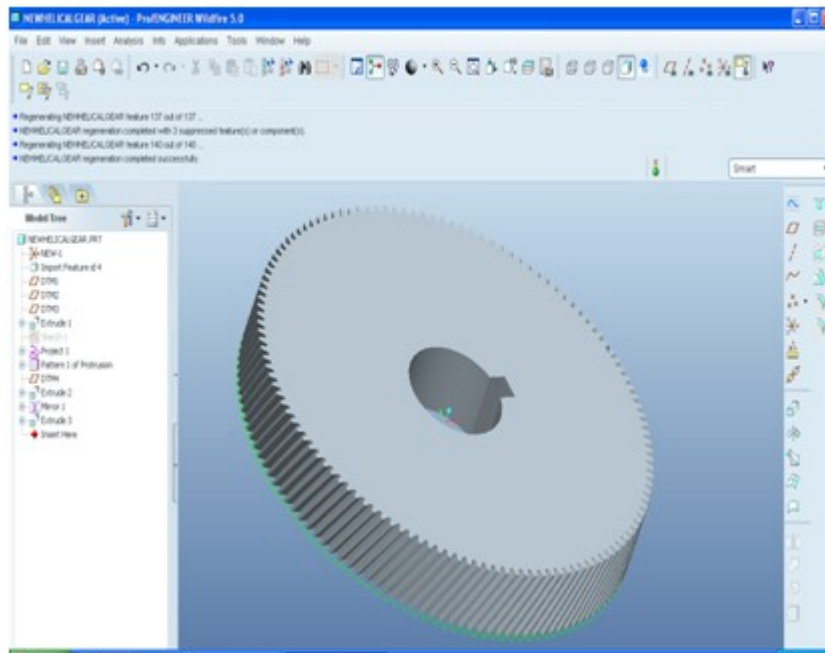 NEWHELICALGEAR (Active) - Pro/ENGINEER Wildfire 5.0
File Edit View Insert Analysis Info Applications Tools Window Help
• Regenerating NEWHELICALGEAR feature 137 out of 137 ...
• NEWHELICALGEAR regeneration completed with 3 suppressed feature(s) or component(s).
• Regenerating NEWHELICALGEAR feature 140 out of 140 ...
• NEWHELICALGEAR regeneration completed successfully.
Smart
Model Tree
NEWHELICALGEAR.PRT
NEW-1
Import Feature id 4
DTM1
DTM2
DTM3
Extrude 1
Sketch 1
Project 1
Pattern 1 of Protrusion
DTM4
Extrude 2
Mirror 1
Extrude 3
Insert Here